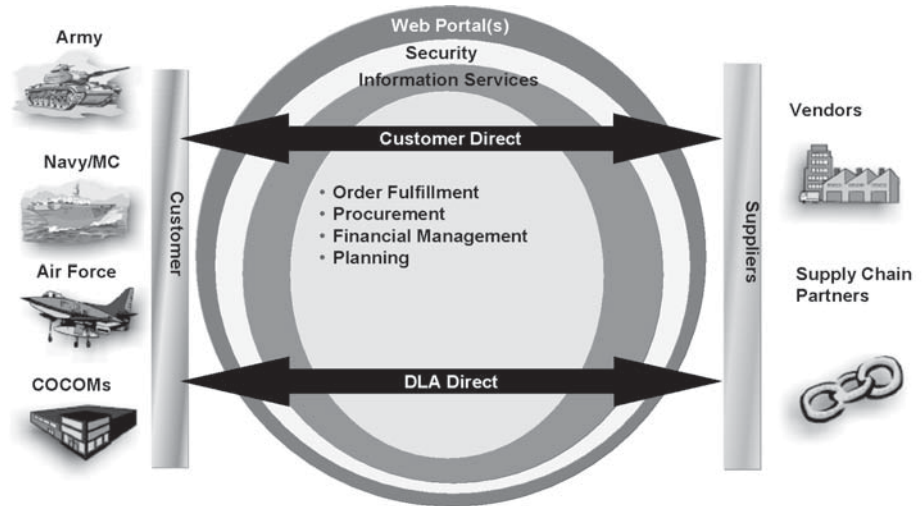 Web Portal(s)
Security
Information Services
Army
Navy/MC
Air Force
COCOMs
Customer
Customer Direct
• Order Fulfillment
• Procurement
• Financial Management
• Planning
DLA Direct
Suppliers
Vendors
Supply Chain
Partners